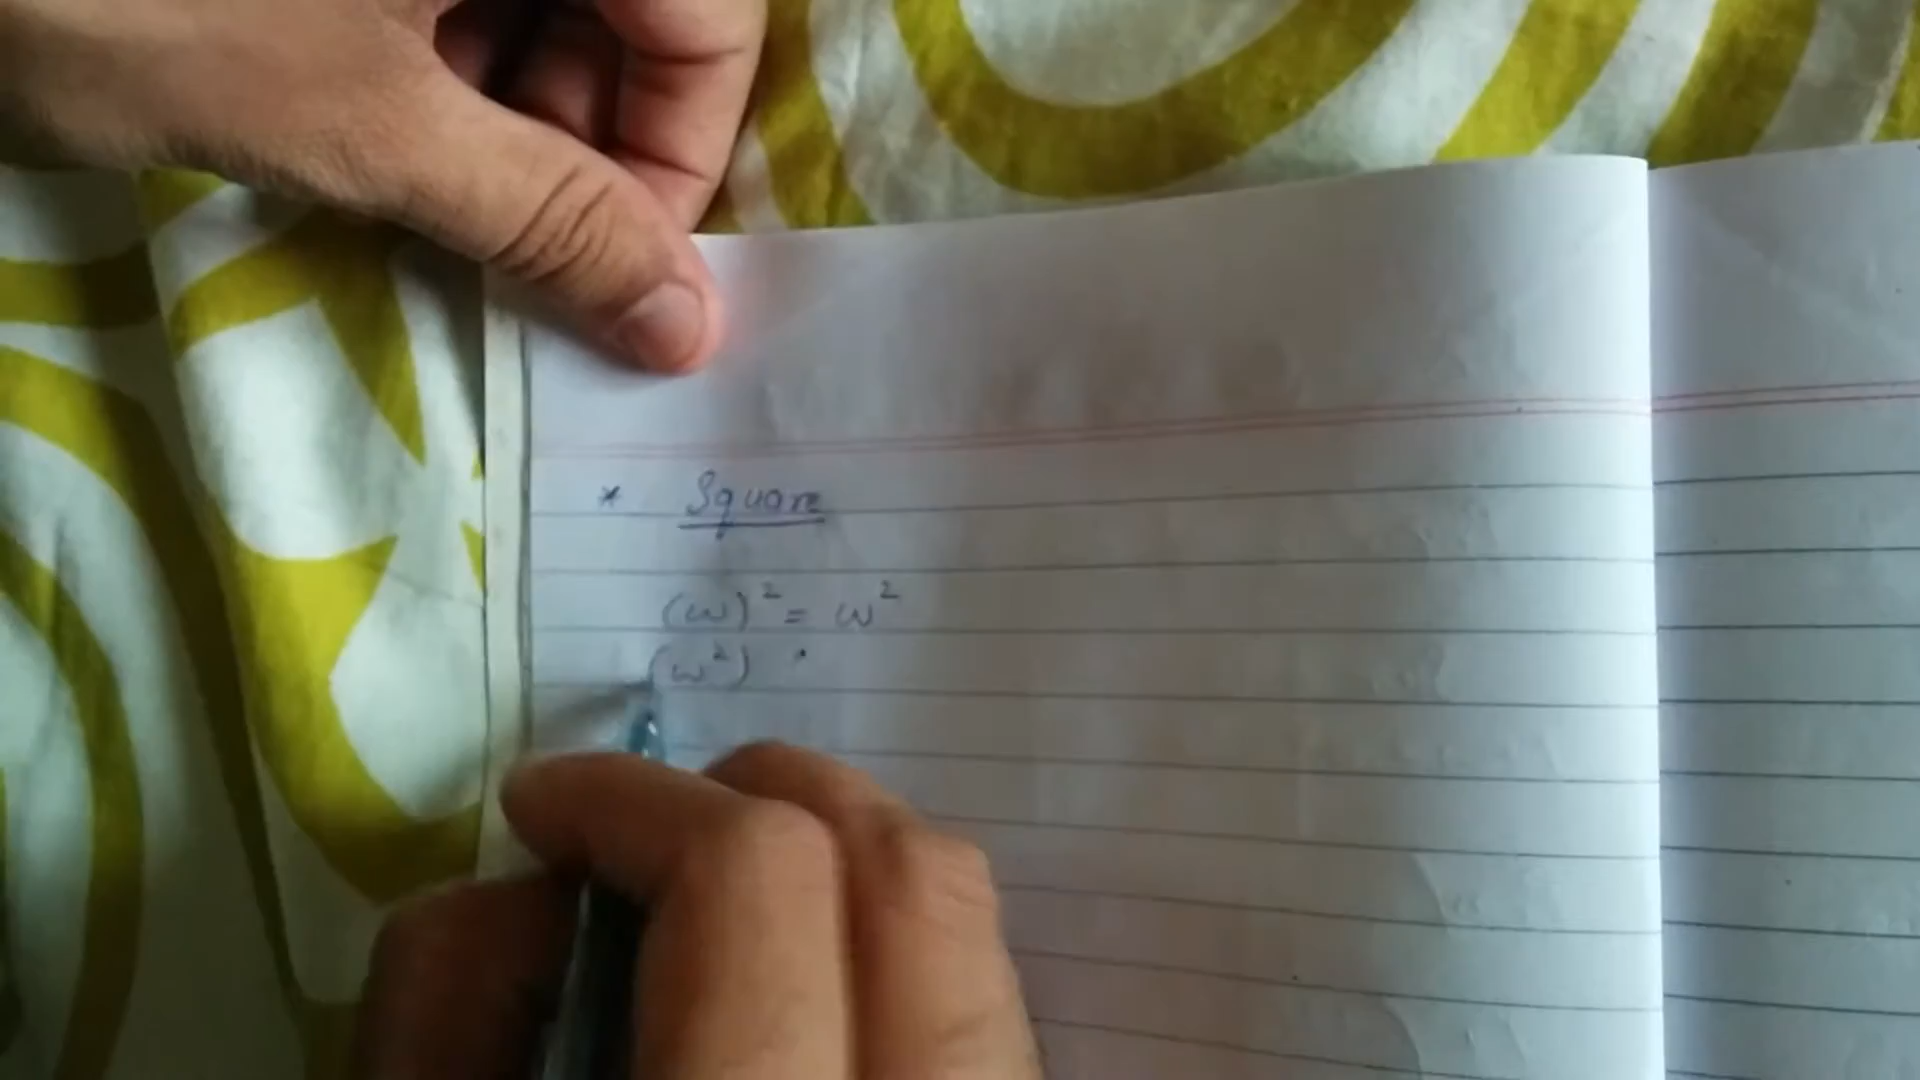 * Square
(ω)² = ω²
(ω²)